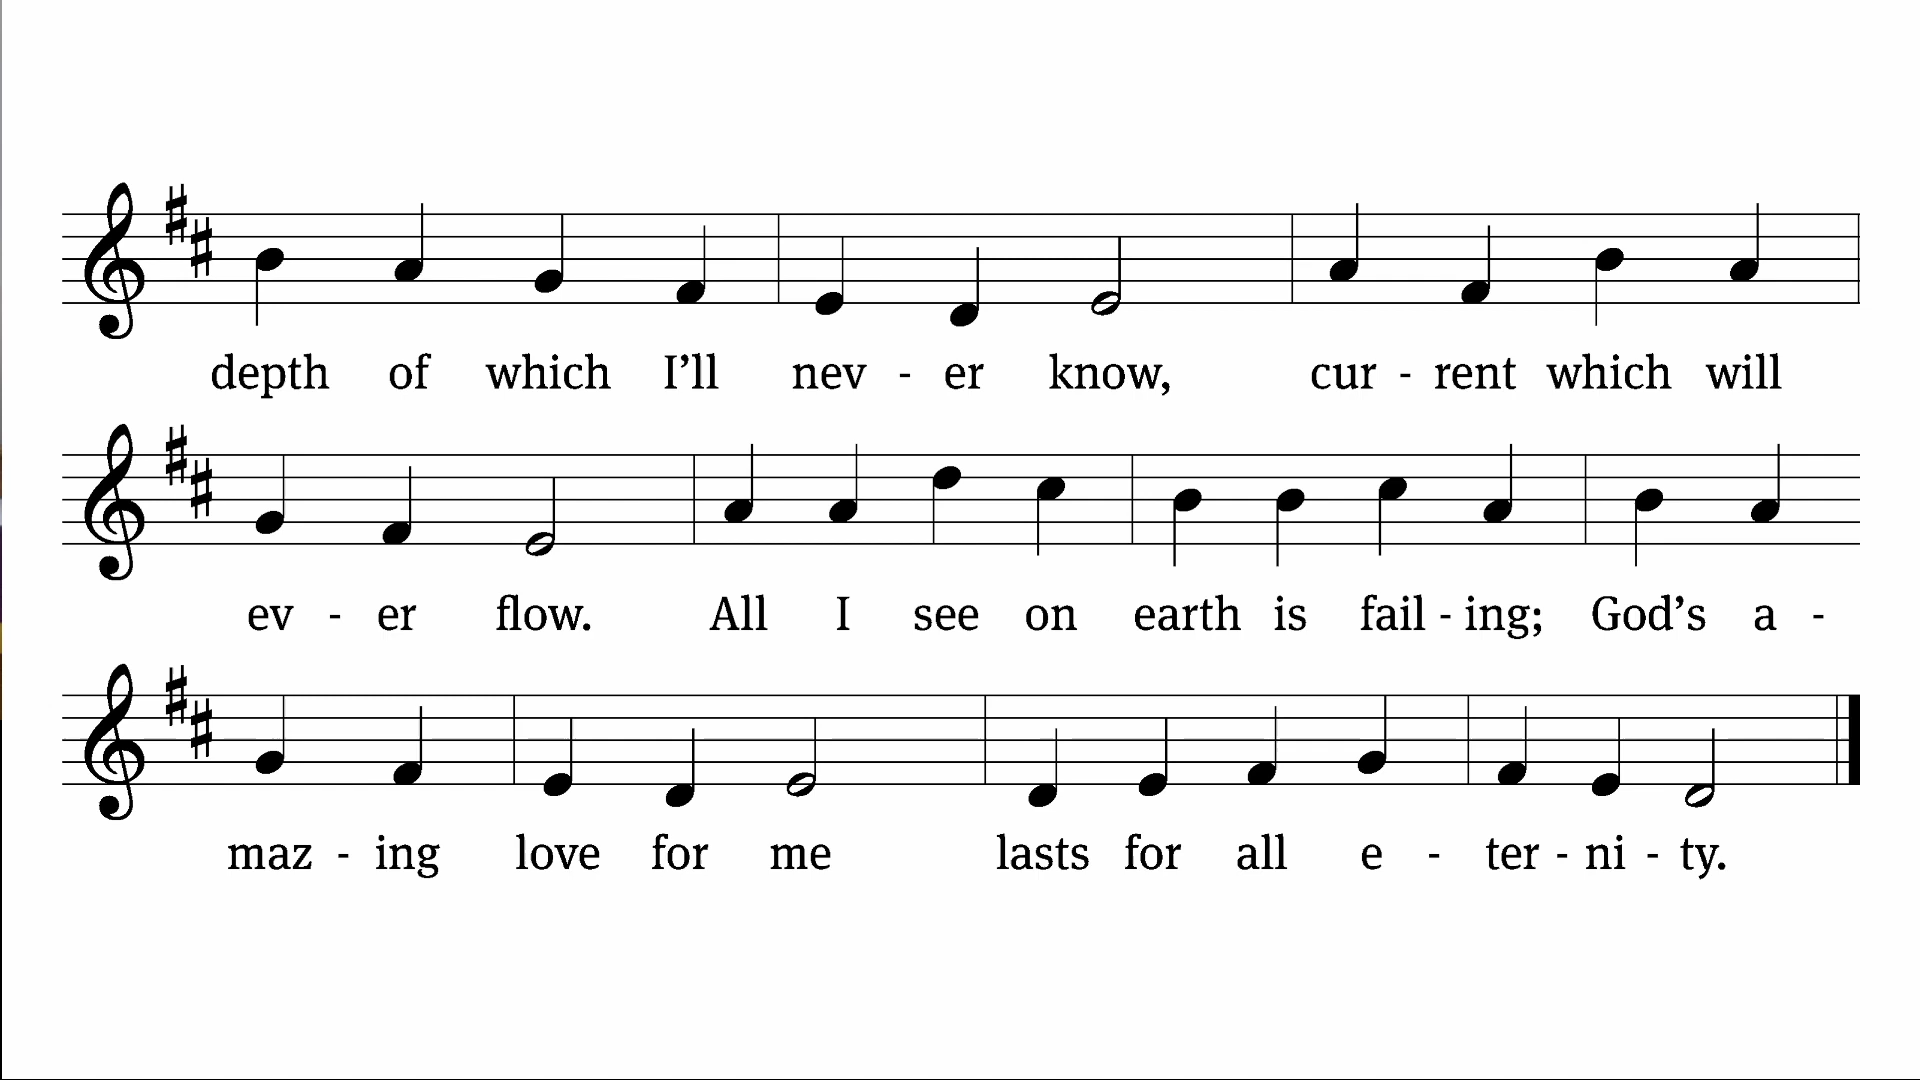 depth of which I’ll nev - er know, cur - rent which will
ev - er flow. All I see on earth is fail - ing; God’s a -
maz - ing love for me lasts for all e - ter - ni - ty.